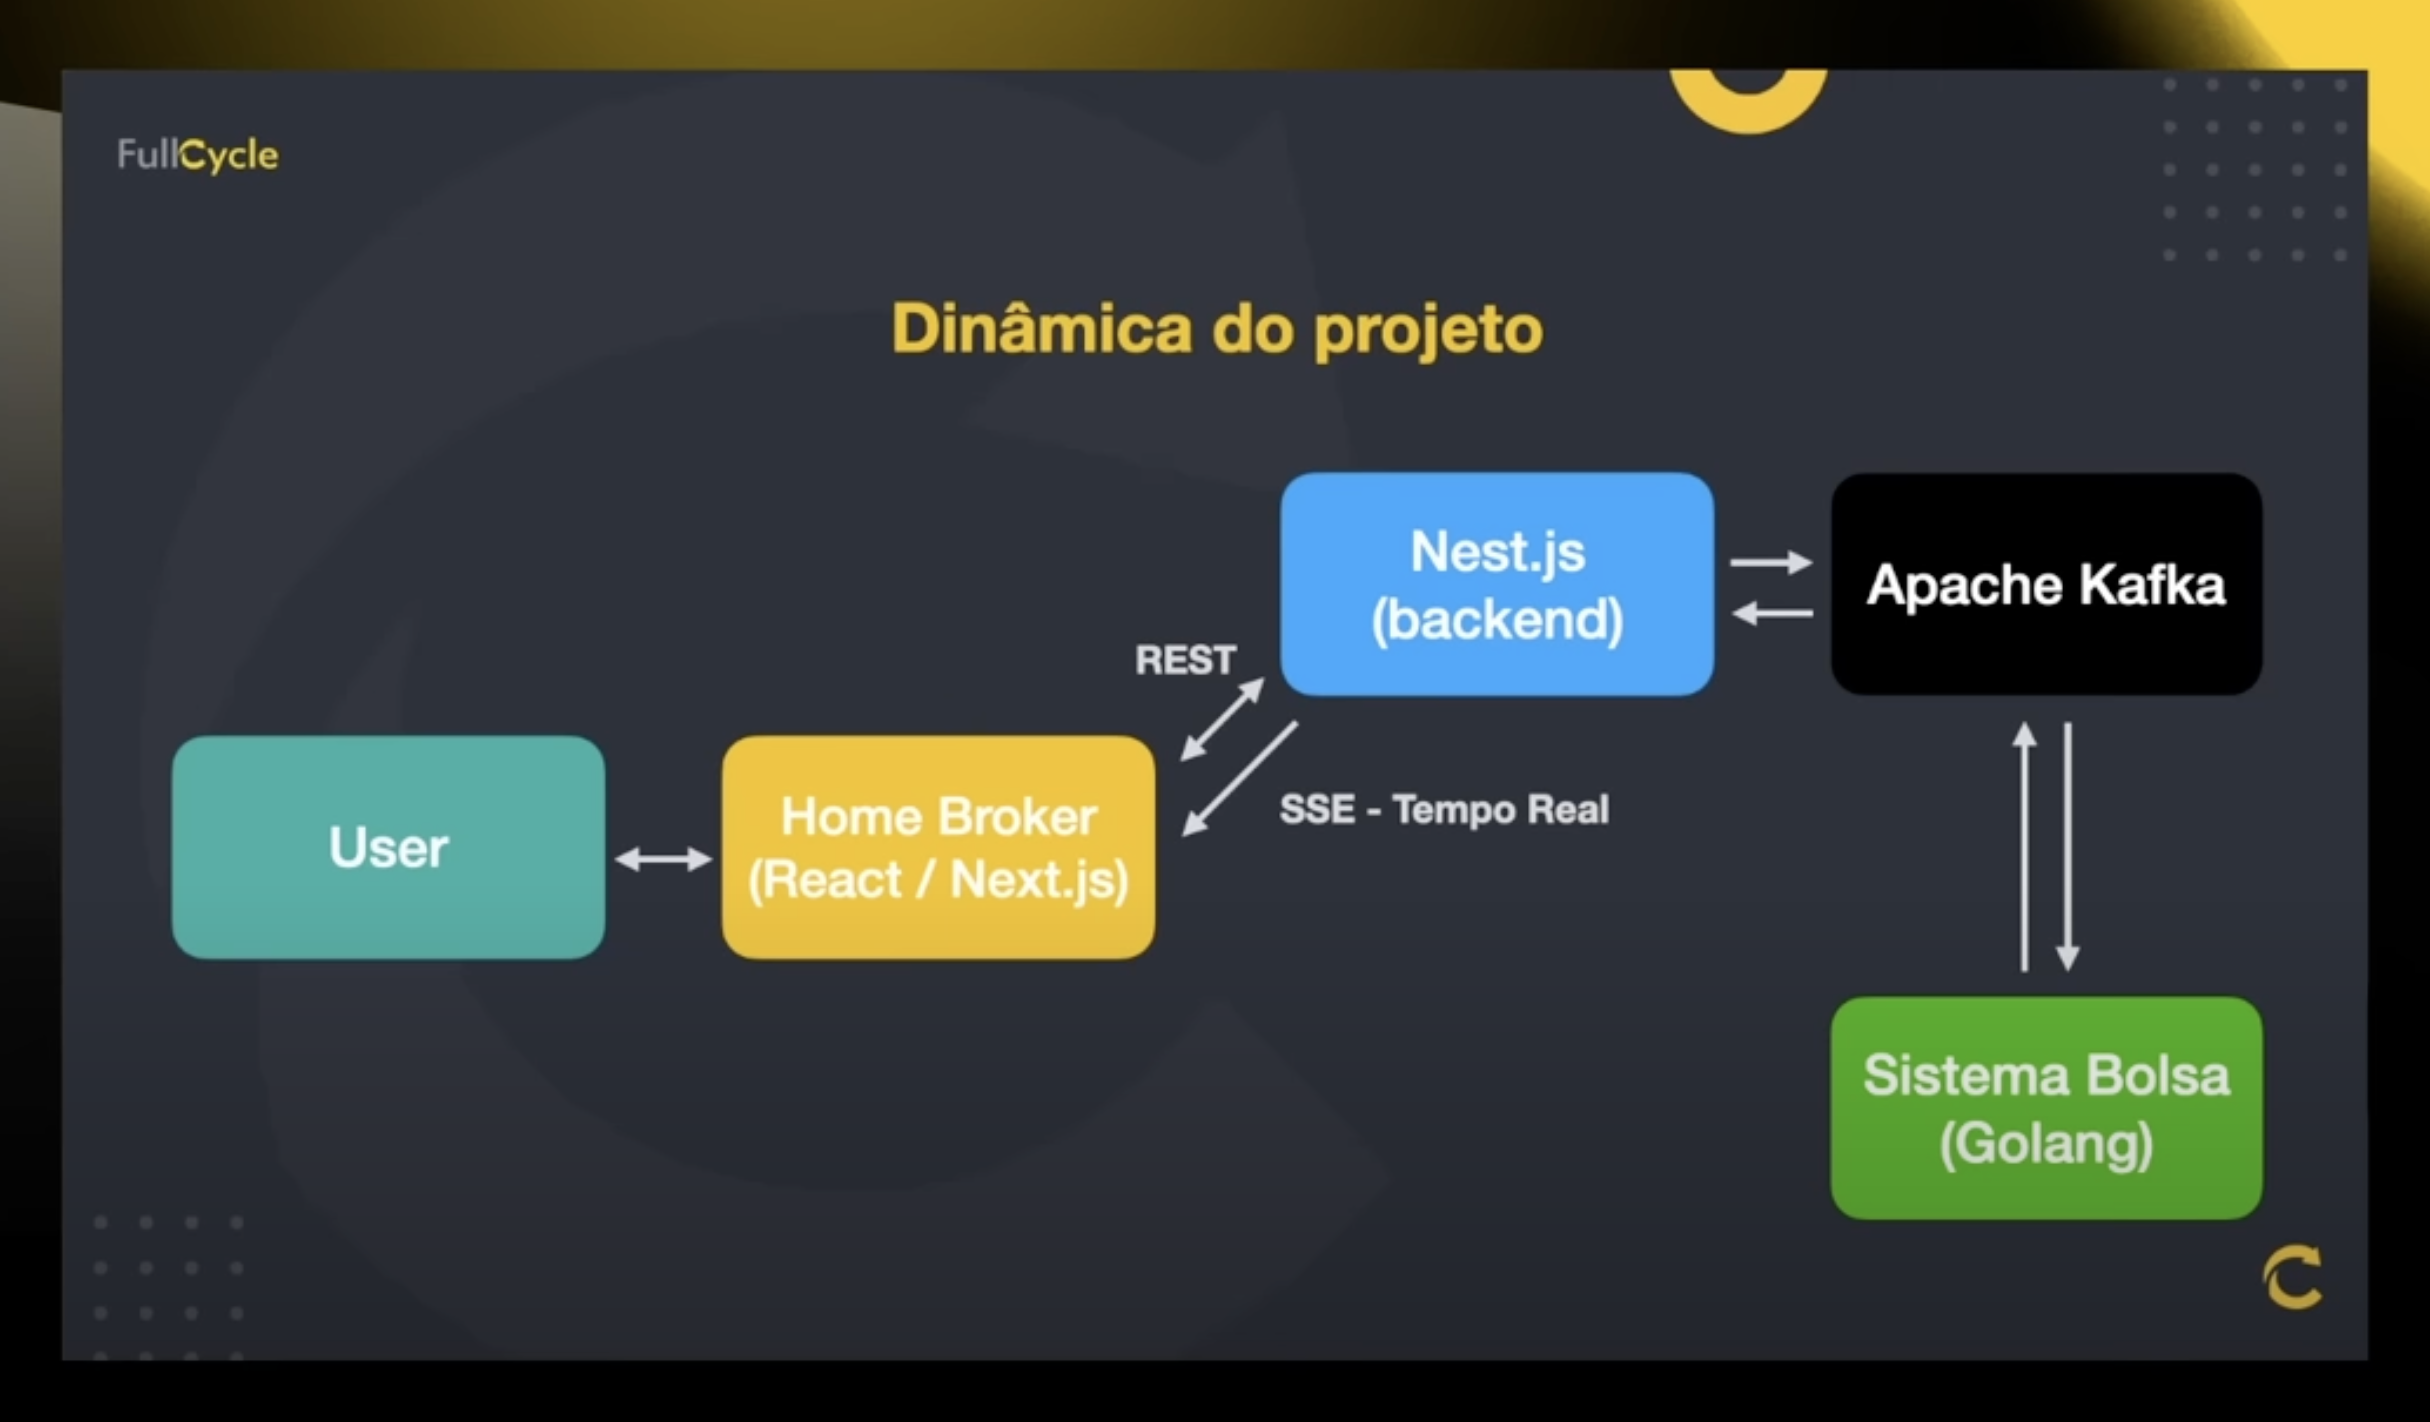 FullCycle
Dinâmica do projeto
Nest.js
(backend)
Apache Kafka
REST
User
Home Broker
(React / Next.js)
SSE - Tempo Real
Sistema Bolsa
(Golang)